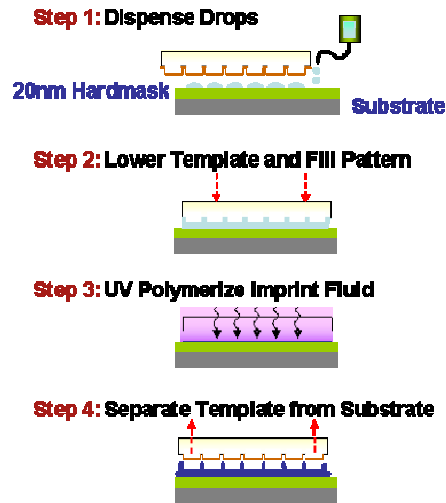 Step 1: Dispense Drops
20nm Hardmask
Substrate
Step 2: Lower Template and Fill Pattern
Step 3: UV Polymerize Imprint Fluid
Step 4: Separate Template from Substrate